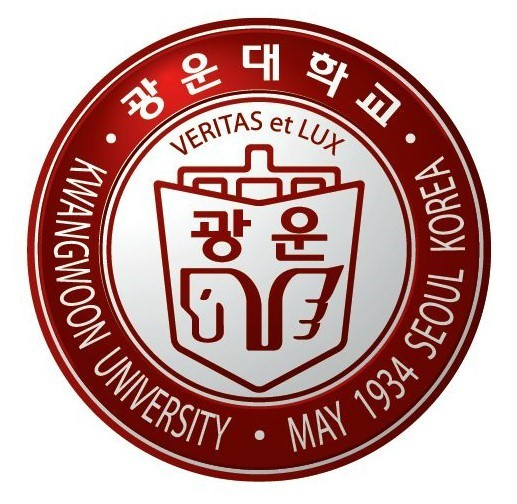 · 광운대학교 ·
VERITAS et LUX
광운
KWANGWOON UNIVERSITY · MAY 1934 SEOUL KOREA